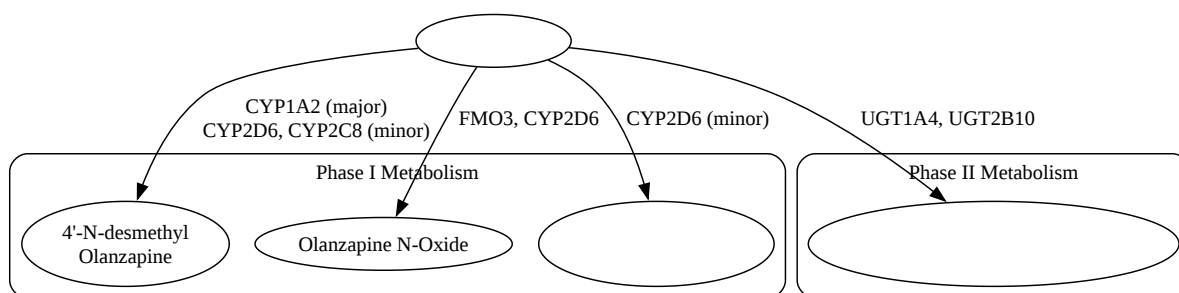 CYP1A2 (major)
CYP2D6, CYP2C8 (minor)
FMO3, CYP2D6
CYP2D6 (minor)
UGT1A4, UGT2B10
Phase I Metabolism
Phase II Metabolism
4'-N-desmethyl
Olanzapine
Olanzapine N-Oxide